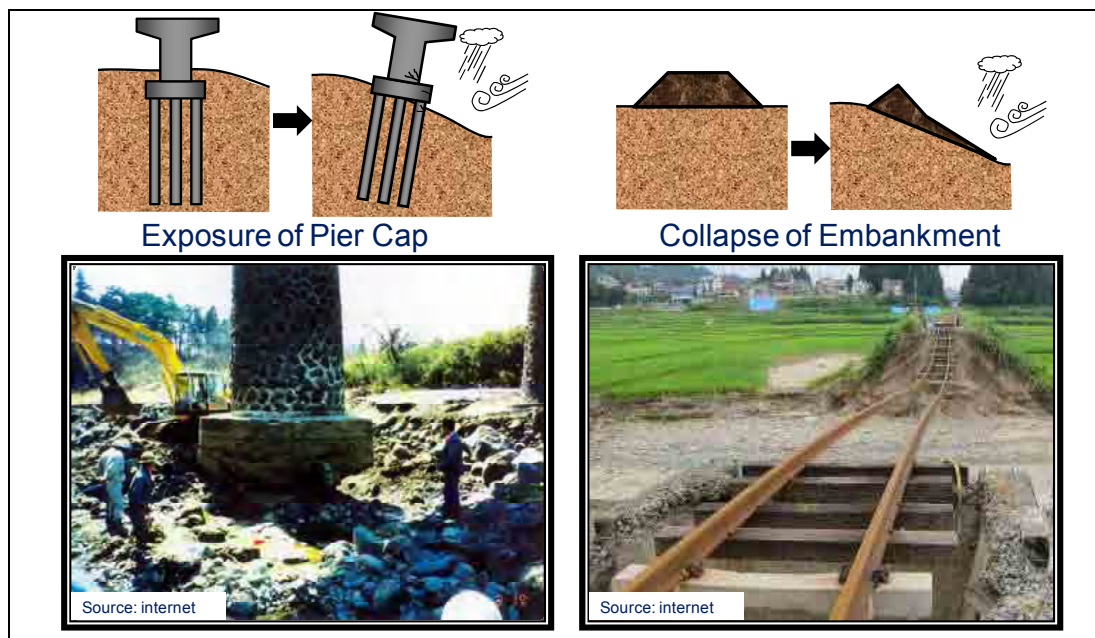 Exposure of Pier Cap
Collapse of Embankment
Source: internet
Source: internet